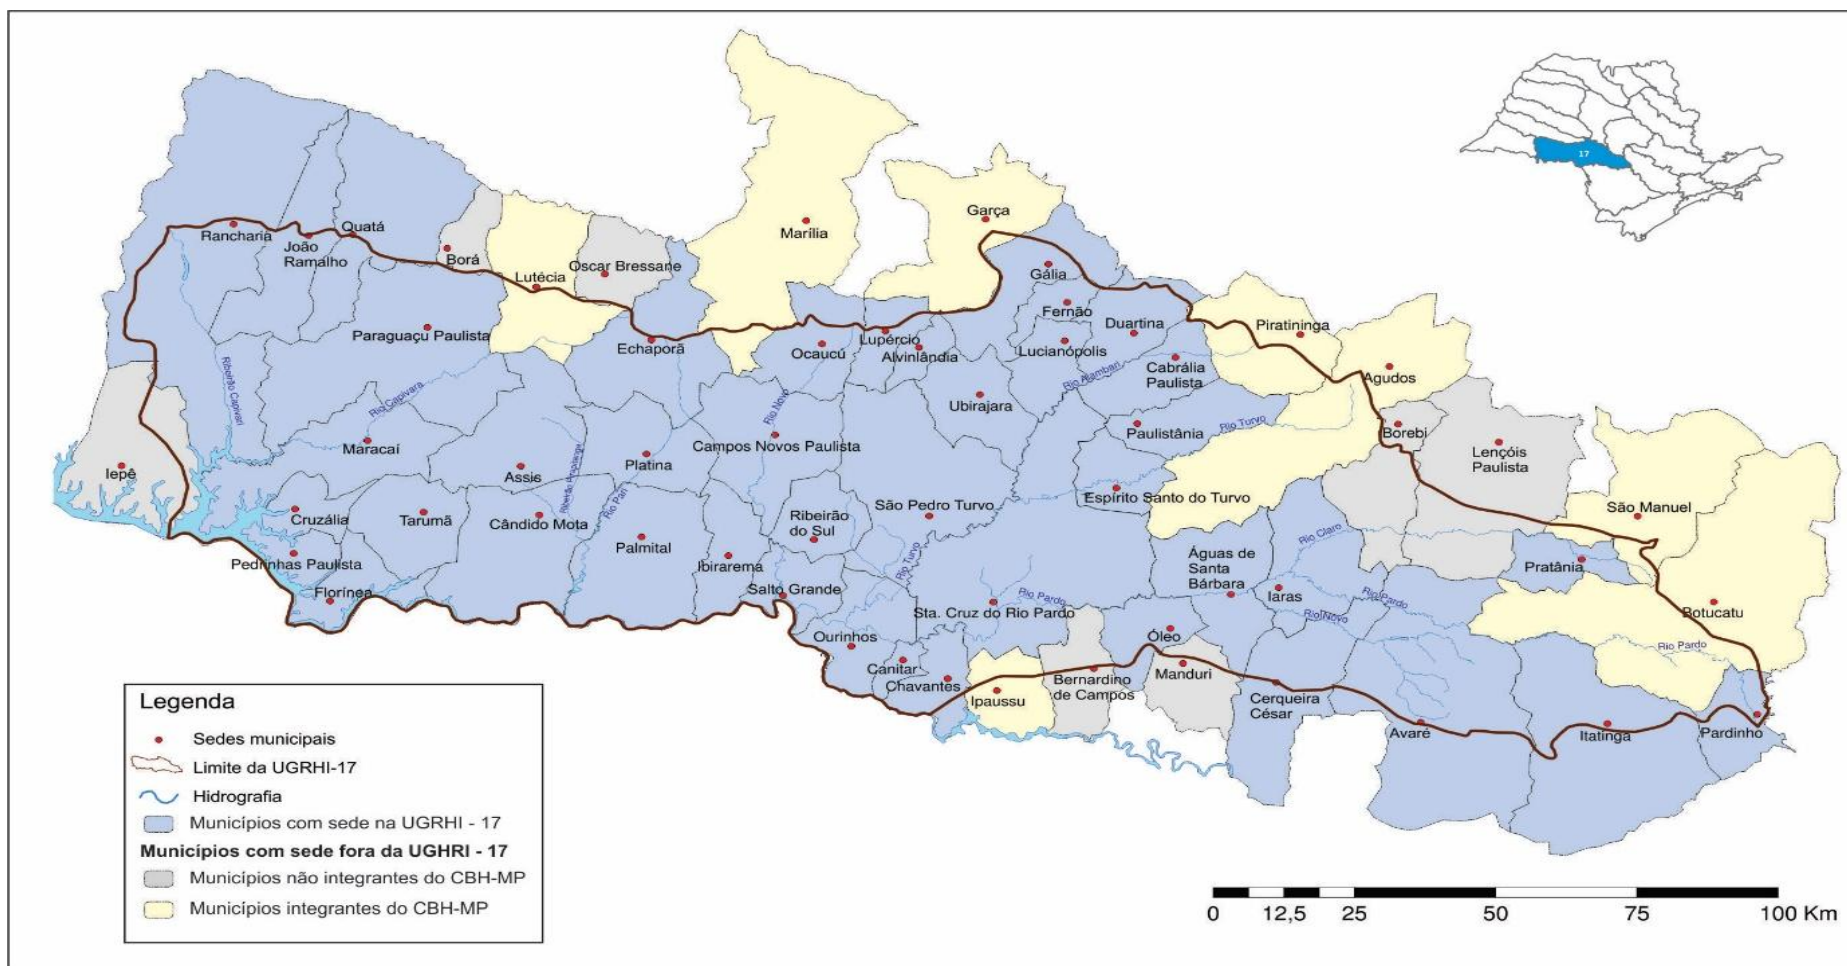 17
Garça
Marília
Rancharia
João
Ramalho
Quatá
Borá
Lutécia
Oscar Bressane
Gália
Fernão
Duartina
Piratininga
Paraguaçu Paulista
Echaporã
Ocaucú
Lupércio
Alvinlândia
Lucianópolis
Cabrália
Paulista
Agudos
Ribeirão Capivari
Rio Capivara
Rio Novo
Rio Alambari
Ubirajara
Maracaí
Campos Novos Paulista
Paulistânia
Rio Turvo
Borebi
Lençóis
Paulista
Iepê
Assis
Platina
Rio Pari
Espírito Santo do Turvo
São Manuel
Cruzália
Tarumã
Cândido Mota
Palmital
Ribeirão
do Sul
São Pedro Turvo
Rio Claro
Pedrinhas Paulista
Ibirarema
Rio Turvo
Águas de
Santa
Bárbara
Pratânia
Florínea
Salto Grande
Sta. Cruz do Rio Pardo
Rio Pardo
Iaras
Rio Pardo
Rio Novo
Botucatu
Ourinhos
Canitar
Chavantes
Ipaussu
Bernardino
de Campos
Óleo
Manduri
Cerqueira
César
Avaré
Itatinga
Rio Pardo
Pardinho
Legenda
Sedes municipais
Limite da UGRHI-17
Hidrografia
Municípios com sede na UGRHI - 17
Municípios com sede fora da UGHRI - 17
Municípios não integrantes do CBH-MP
Municípios integrantes do CBH-MP
0 12,5 25 50 75 100 Km